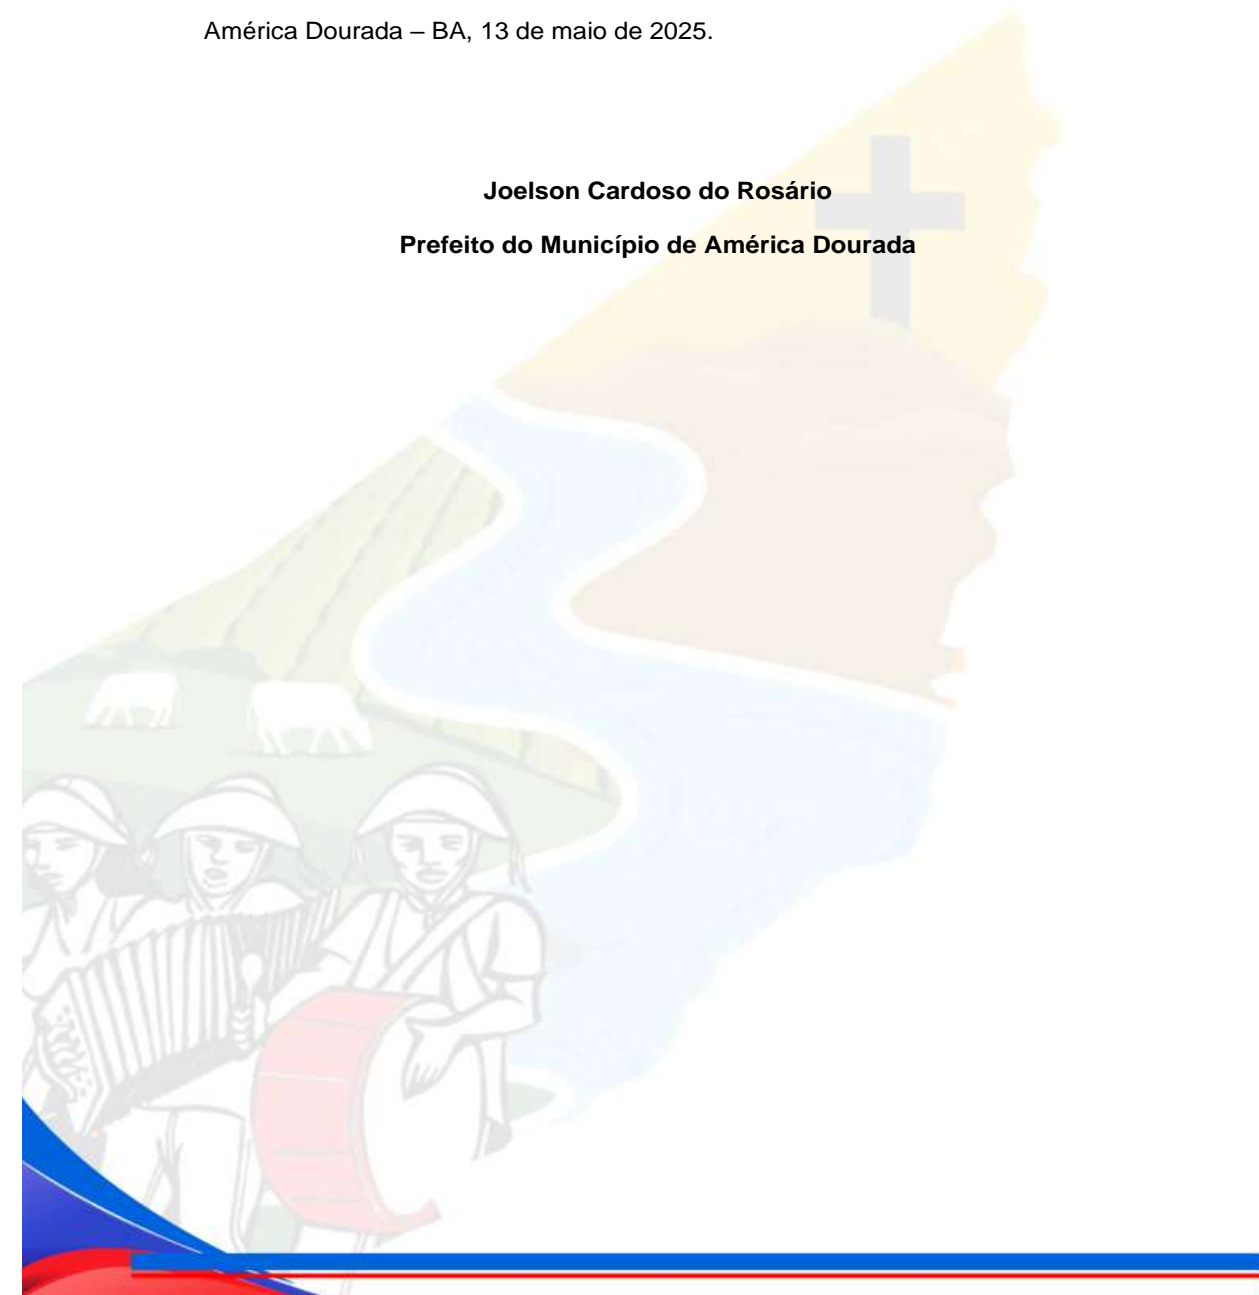 América Dourada – BA, 13 de maio de 2025.
Joelson Cardoso do Rosário
Prefeito do Município de América Dourada